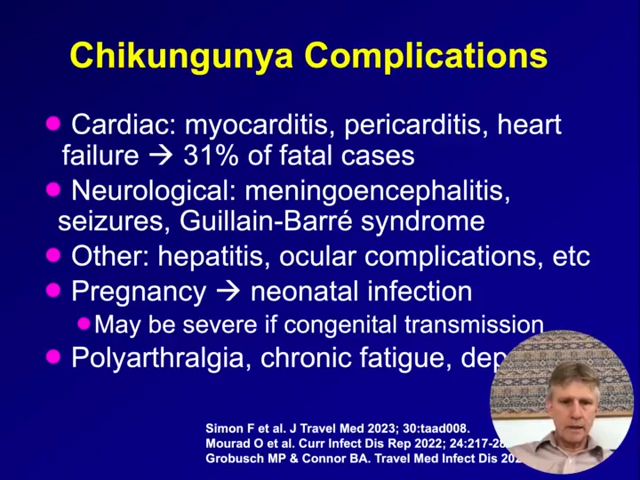 Chikungunya Complications
Cardiac: myocarditis, pericarditis, heart
failure → 31% of fatal cases
Neurological: meningoencephalitis,
seizures, Guillain-Barré syndrome
Other: hepatitis, ocular complications, etc
Pregnancy → neonatal infection
May be severe if congenital transmission
Polyarthralgia, chronic fatigue,
Simon F et al. J Travel Med 2023; 30:taad008.
Mourad O et al. Curr Infect Dis Rep 2022;
Grobusch MP & Connor BA. Travel Med Infect Dis